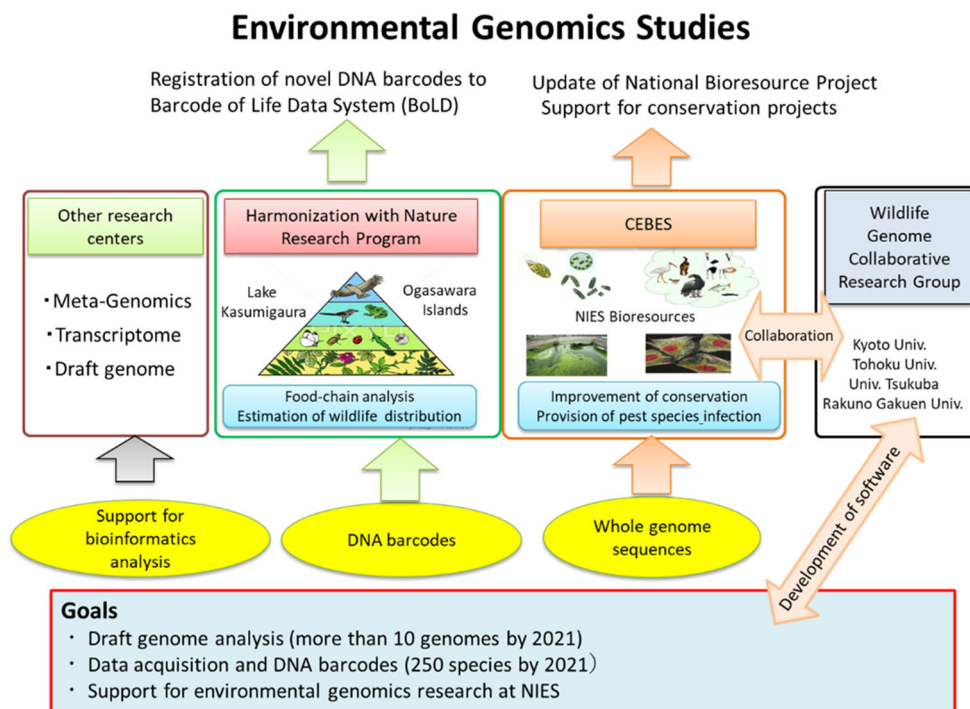 Environmental Genomics Studies
Registration of novel DNA barcodes to
Barcode of Life Data System (BoLD)
Update of National Bioresource Project
Support for conservation projects
Other research
centers
・Meta-Genomics
・Transcriptome
・Draft genome
Harmonization with Nature
Research Program
Lake
Kasumigaura
Ogasawara
Islands
Food-chain analysis
Estimation of wildlife distribution
CEBES
NIES Bioresources
Improvement of conservation
Provision of pest species_infection
Collaboration
Wildlife
Genome
Collaborative
Research Group
Kyoto Univ.
Tohoku Univ.
Univ. Tsukuba
Rakuno Gakuen Univ.
Support for
bioinformatics
analysis
DNA barcodes
Whole genome
sequences
Development of software
Goals
・ Draft genome analysis (more than 10 genomes by 2021)
・ Data acquisition and DNA barcodes (250 species by 2021）
・ Support for environmental genomics research at NIES